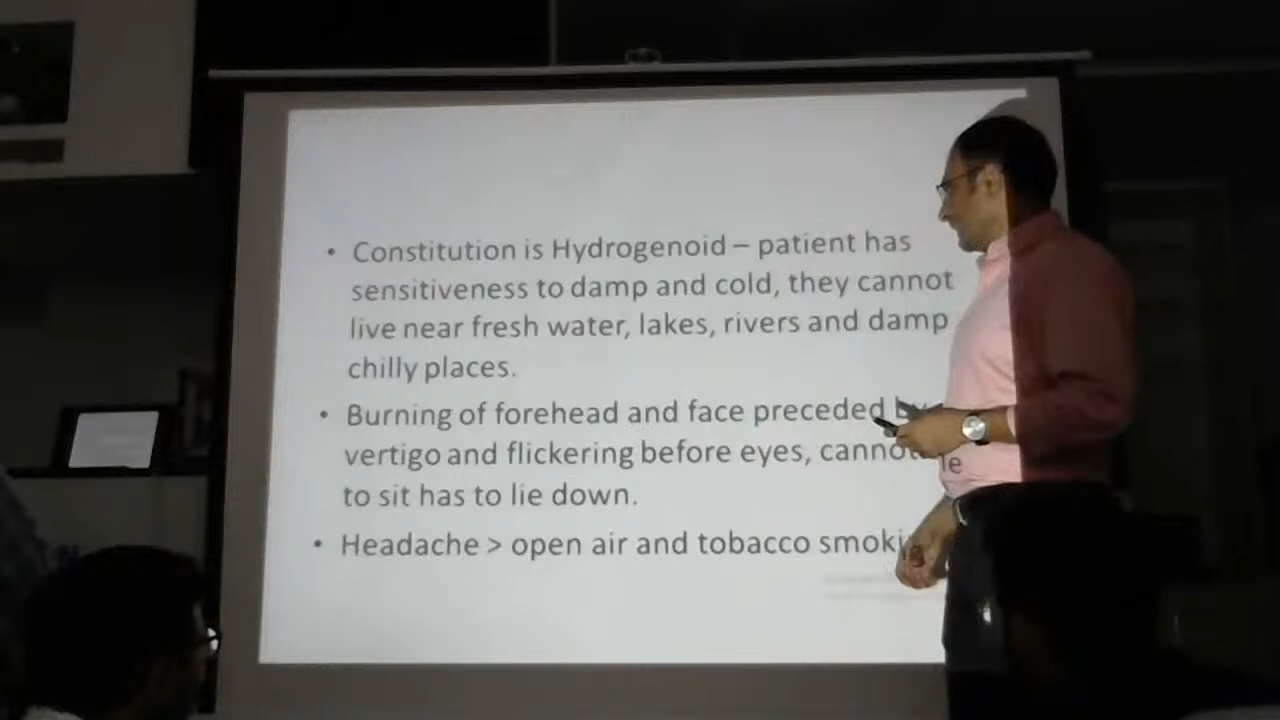 • Constitution is Hydrogenoid – patient has
sensitiveness to damp and cold, they cannot
live near fresh water, lakes, rivers and damp
chilly places.
• Burning of forehead and face preceded by
vertigo and flickering before eyes, cannot
to sit has to lie down.
• Headache > open air and tobacco